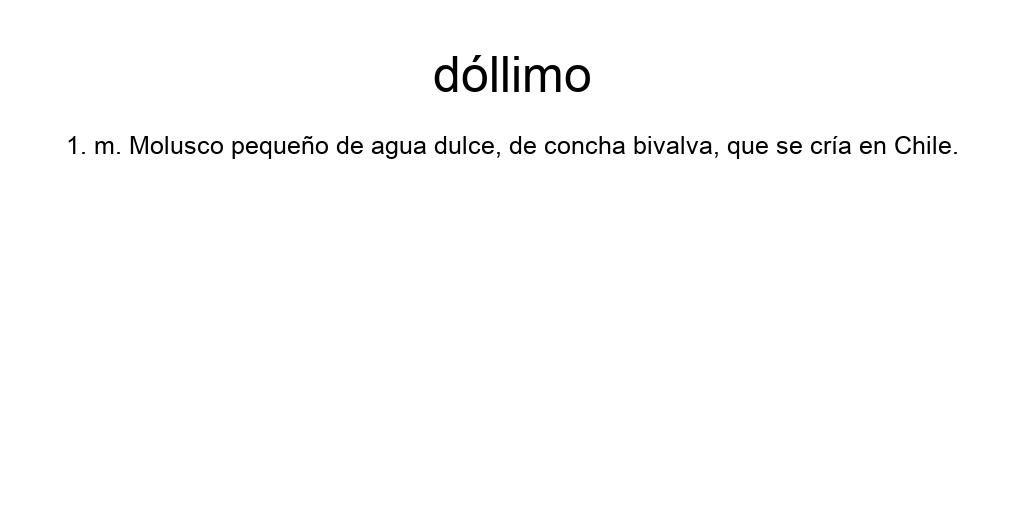 dóllimo
1. m. Molusco pequeño de agua dulce, de concha bivalva, que se cría en Chile.